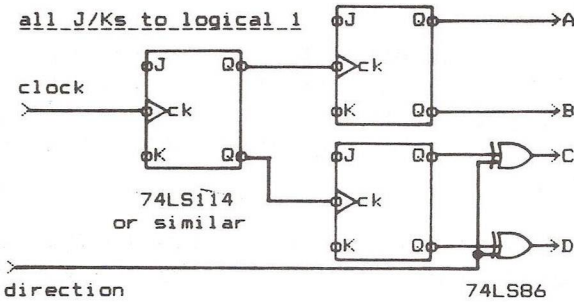 all J/Ks to logical 1
J Q
ck
K Q
A
B
clock
J Q
ck
K Q
J Q
ck
K Q
C
D
74LS114
or similar
direction
74LS86